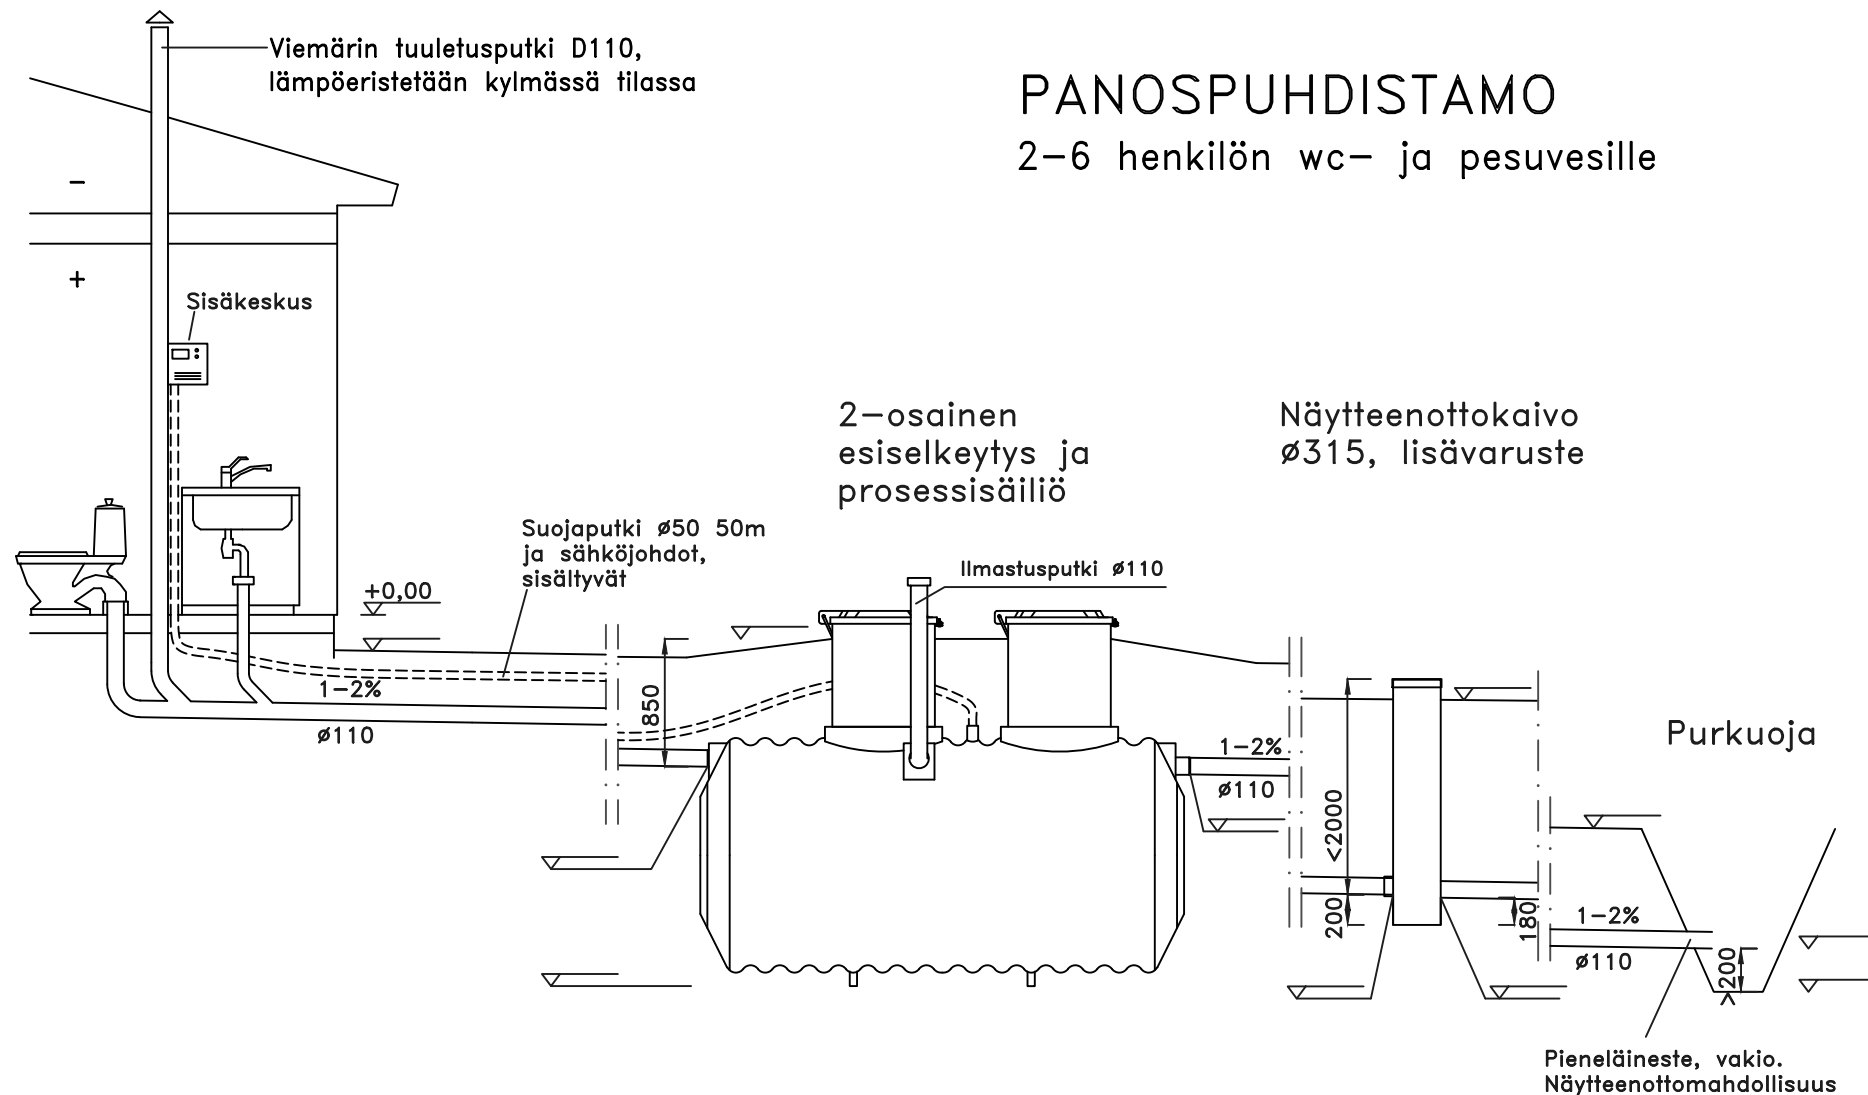 Viemärin tuuletusputki D110,
lämpöeristetään kylmässä tilassa
PANOSPUHDISTAMO
2-6 henkilön wc- ja pesuvesille
-
+
Sisäkeskus
2-osainen
esiselkeytys ja
prosessisäiliö
Näytteenottokaivo
ø315, lisävaruste
Suojaputki ø50 50m
ja sähköjohdot,
sisältyvät
Ilmastusputki ø110
+0,00
1-2%
ø110
850
1-2%
ø110
<2000
200
180
Purkuoja
1-2%
ø110
>200
Pieneläineste, vakio.
Näytteenottomahdollisuus